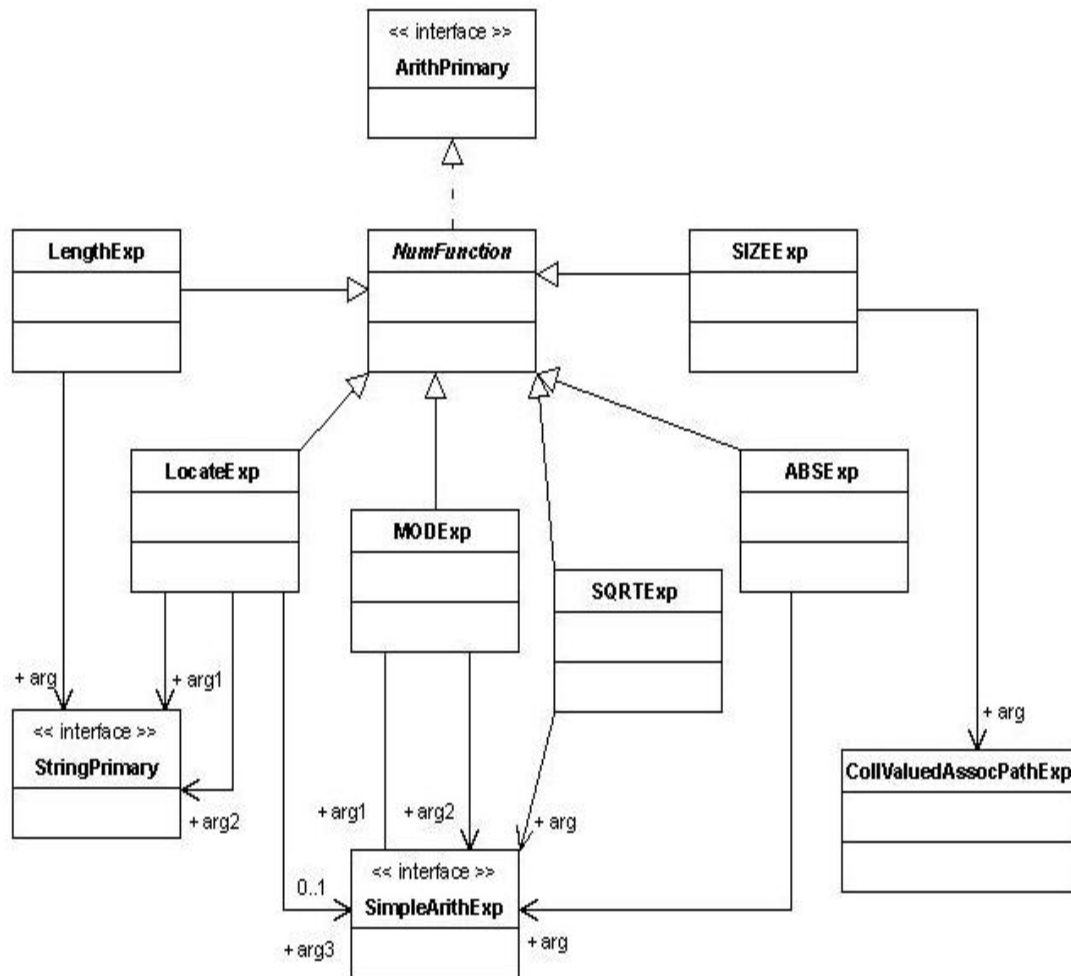 << interface >>
ArithPrimary
LengthExp
NumFunction
SIZEExp
LocateExp
ABSExp
MODExp
SQRTExp
+ arg
+ arg1
<< interface >>
StringPrimary
+ arg2
+ arg
CollValuedAssocPathExp
+ arg1
+ arg2
+ arg
<< interface >>
SimpleArithExp
0..1
+ arg3
+ arg